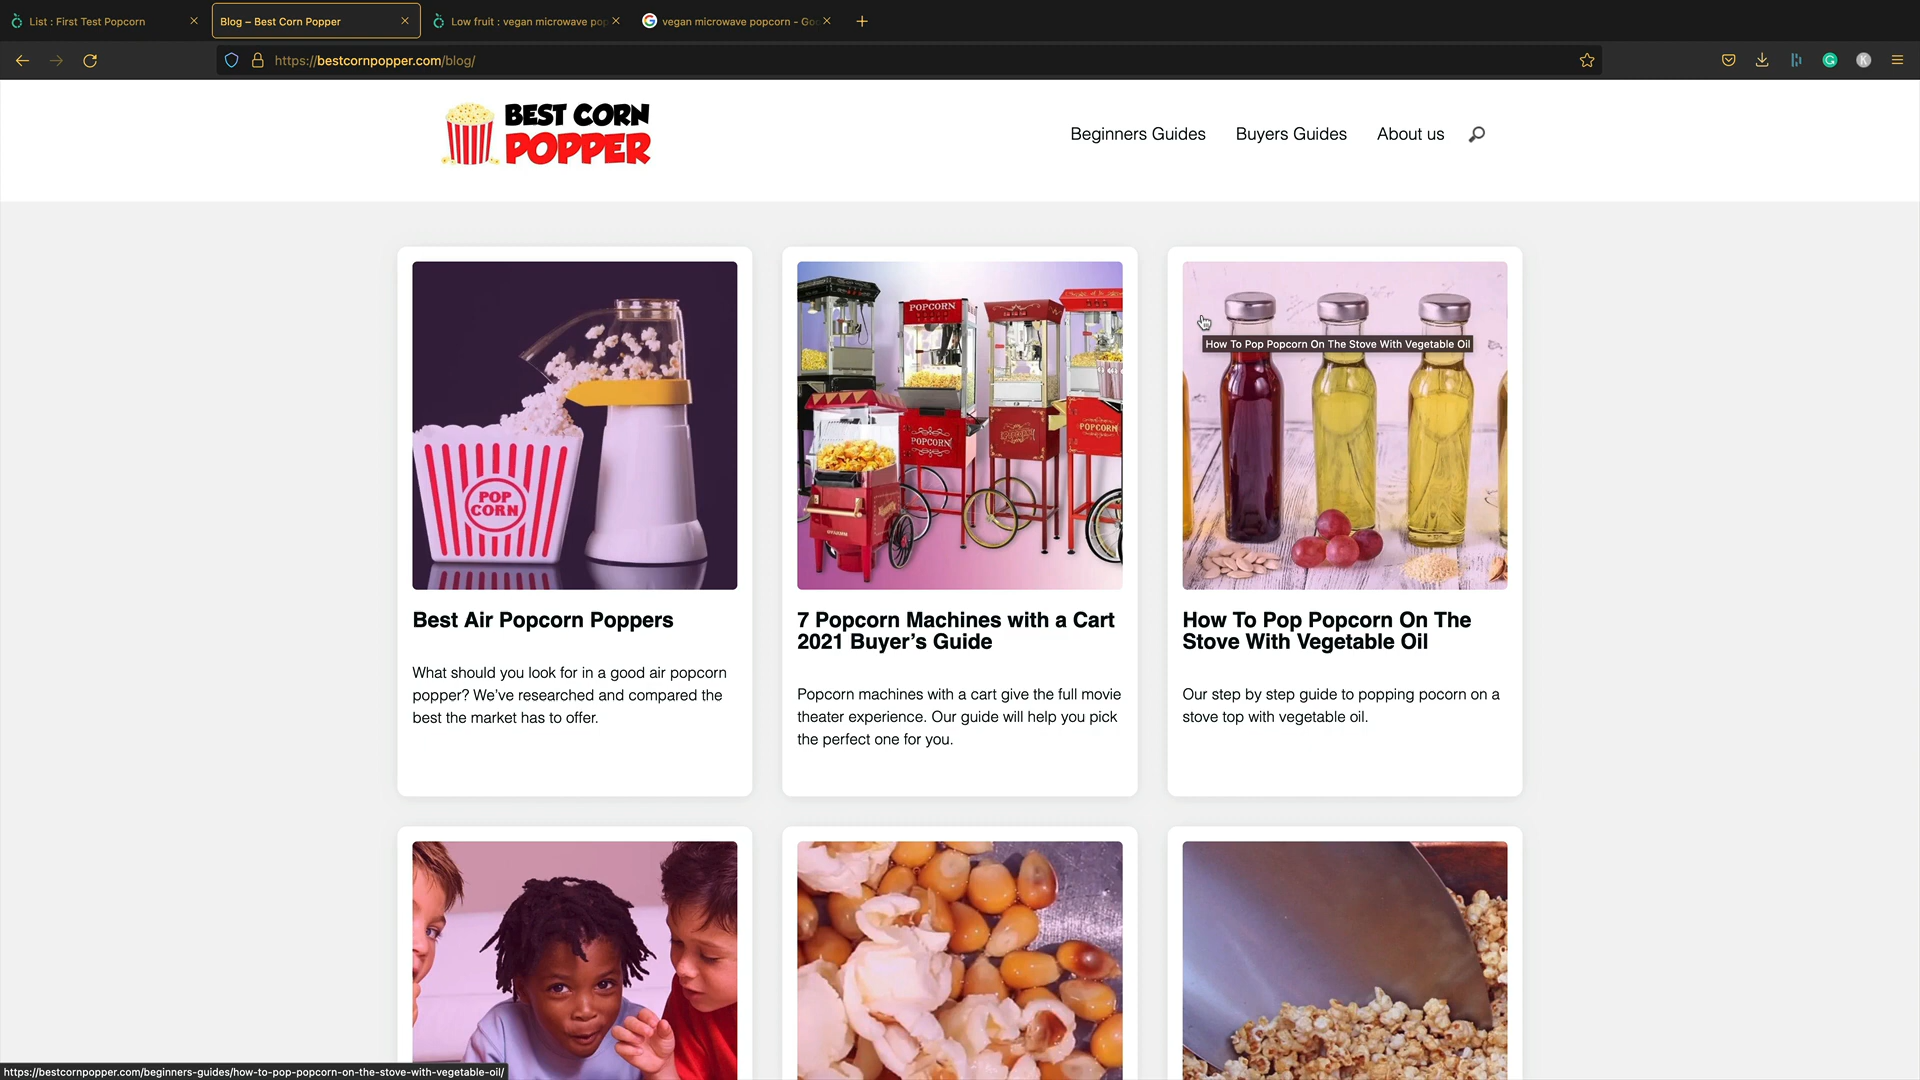 List : First Test Popcorn
Blog – Best Corn Popper
Low fruit : vegan microwave pop
vegan microwave popcorn - Goo
https://bestcornpopper.com/blog/
BEST CORN
POPPER
Beginners Guides
Buyers Guides
About us
POPCORN
POPCORN
POPCORN
POP
CORN
How To Pop Popcorn On The Stove With Vegetable Oil
Best Air Popcorn Poppers
What should you look for in a good air popcorn
popper? We've researched and compared the
best the market has to offer.
7 Popcorn Machines with a Cart
2021 Buyer's Guide
Popcorn machines with a cart give the full movie
theater experience. Our guide will help you pick
the perfect one for you.
How To Pop Popcorn On The
Stove With Vegetable Oil
Our step by step guide to popping pocorn on a
stove top with vegetable oil.
https://bestcornpopper.com/beginners-guides/how-to-pop-popcorn-on-the-stove-with-vegetable-oil/